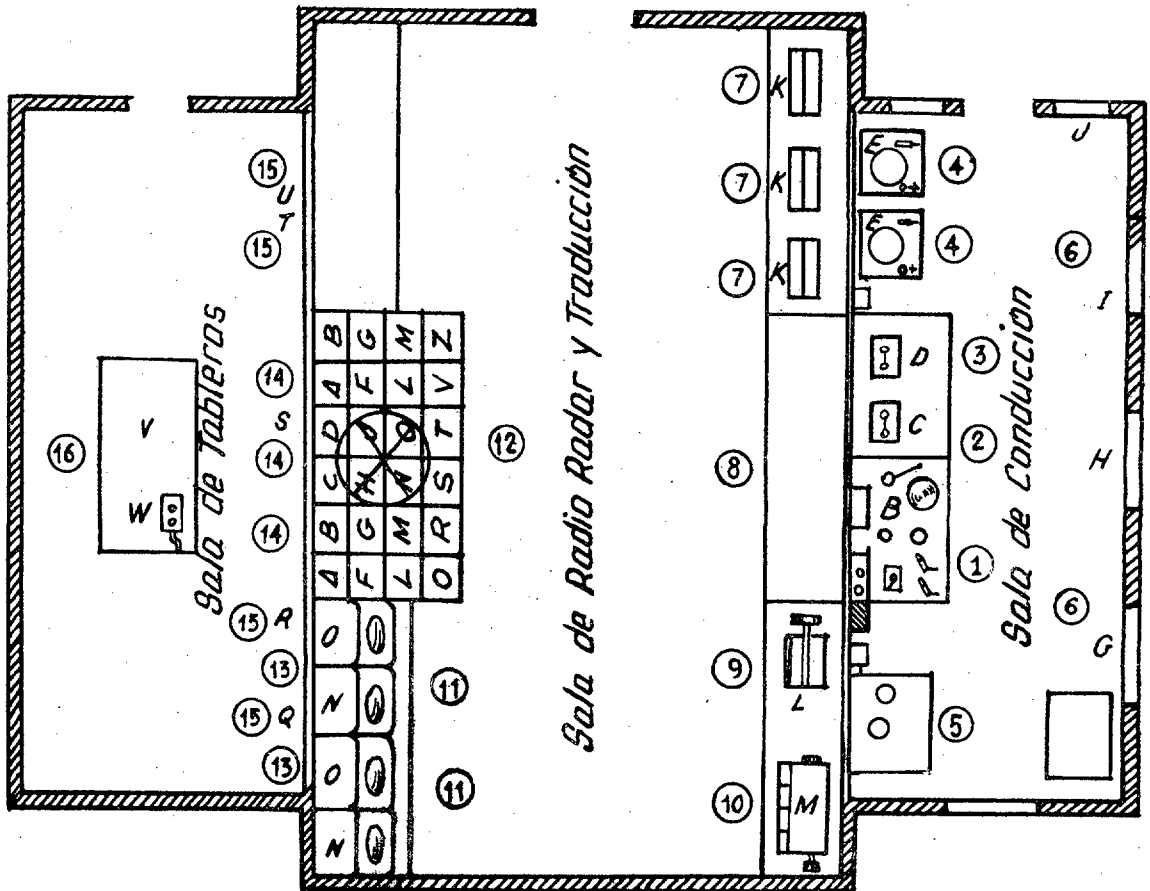 Sala de Tableros
15
U
T
15
14
S
14
14
15 R
13
15 Q
13
16
V
W
B G M Z
A F L V
D J Q T
C H N S
B G M R
A F L O
O
N
O
N
11
11
12
Sala de Radio Radar y Traducción
7 K
7 K
7 K
8
9
L
10
M
E 4
E 4
D 3
C 2
1
P P
5
Sala de Conducción
J
6
I
H
6
G